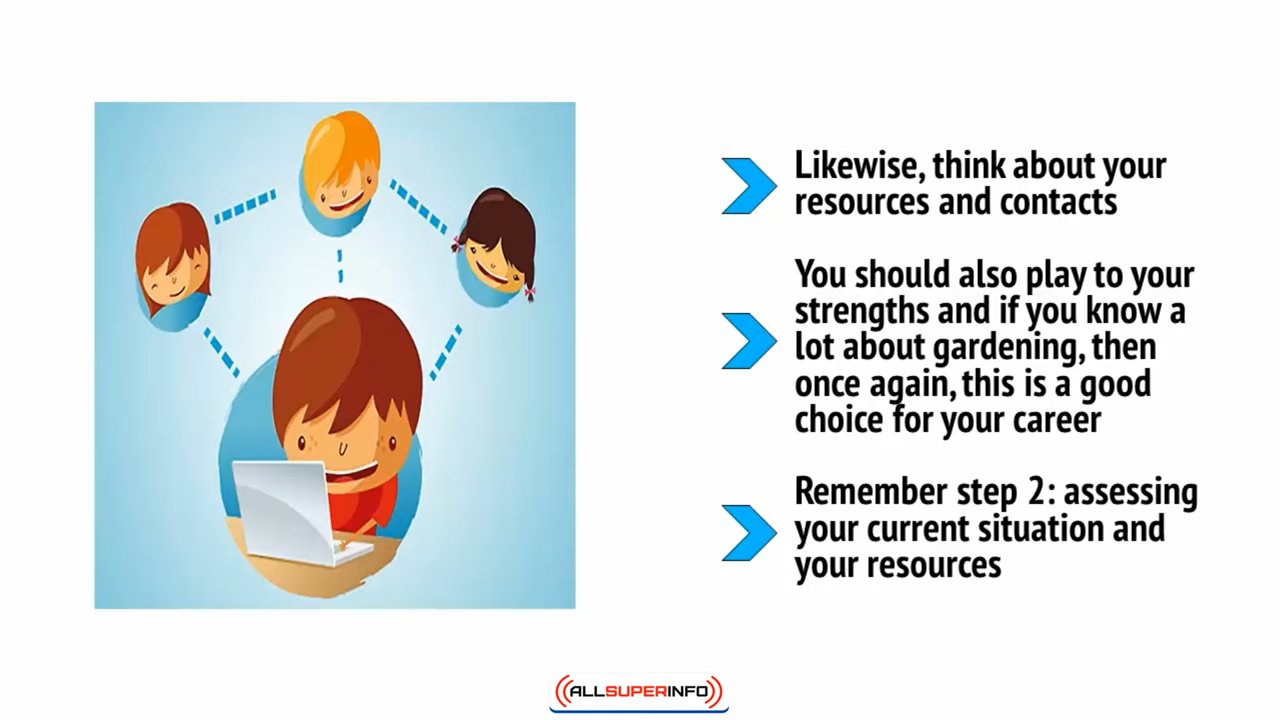 Likewise, think about your
resources and contacts
You should also play to your
strengths and if you know a
lot about gardening, then
once again, this is a good
choice for your career
Remember step 2: assessing
your current situation and
your resources
ALLSUPERINFO